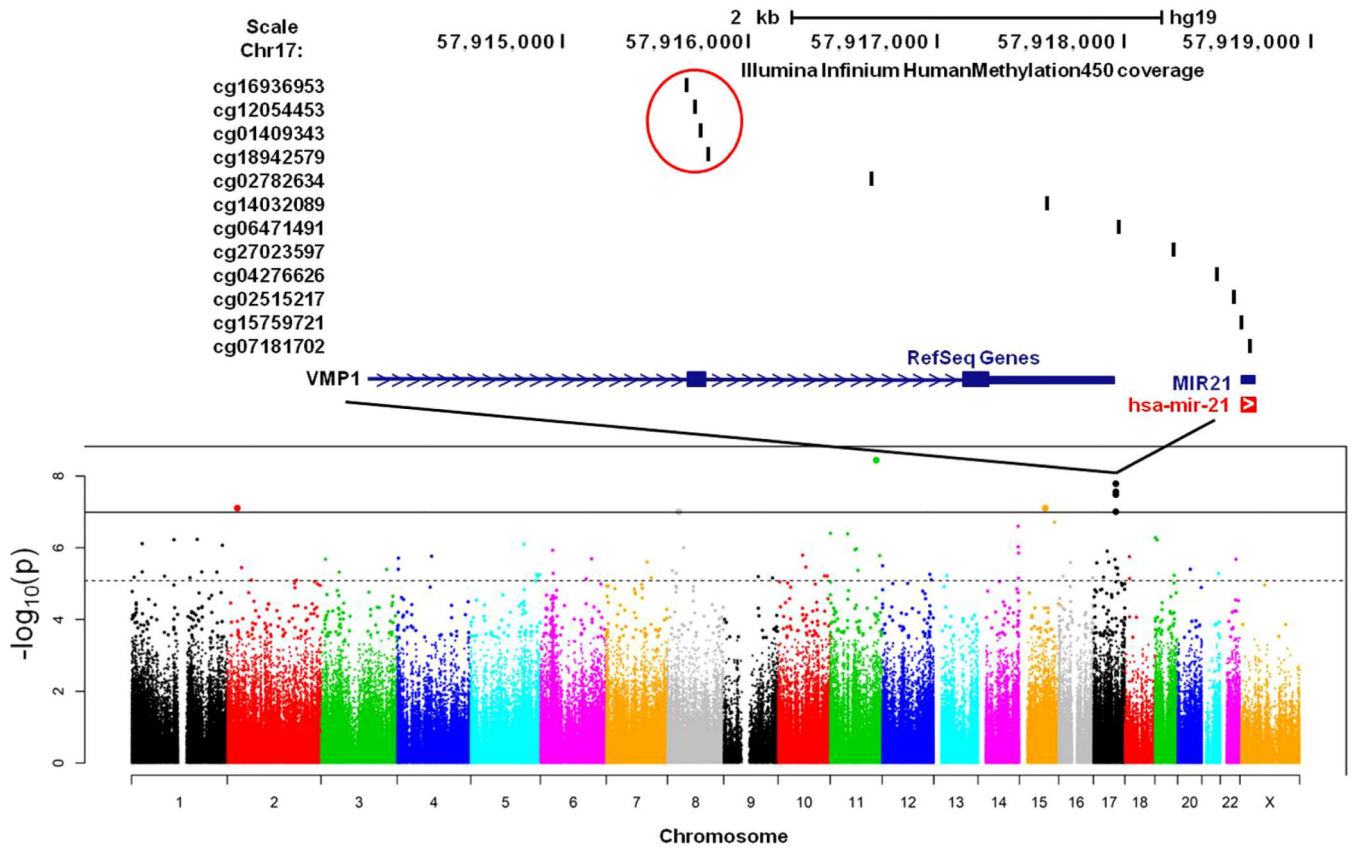 2 kb hg19
Scale
Chr17: 57,915,000 57,916,000 57,917,000 57,918,000 57,919,000
Illumina Infinium HumanMethylation450 coverage
cg16936953
cg12054453
cg01409343
cg18942579
cg02782634
cg14032089
cg06471491
cg27023597
cg04276626
cg02515217
cg15759721
cg07181702
RefSeq Genes
VMP1 MIR21
hsa-mir-21
8
6
4
2
0
-log10(p)
1 2 3 4 5 6 7 8 9 10 11 12 13 14 15 16 17 18 20 22 X
Chromosome